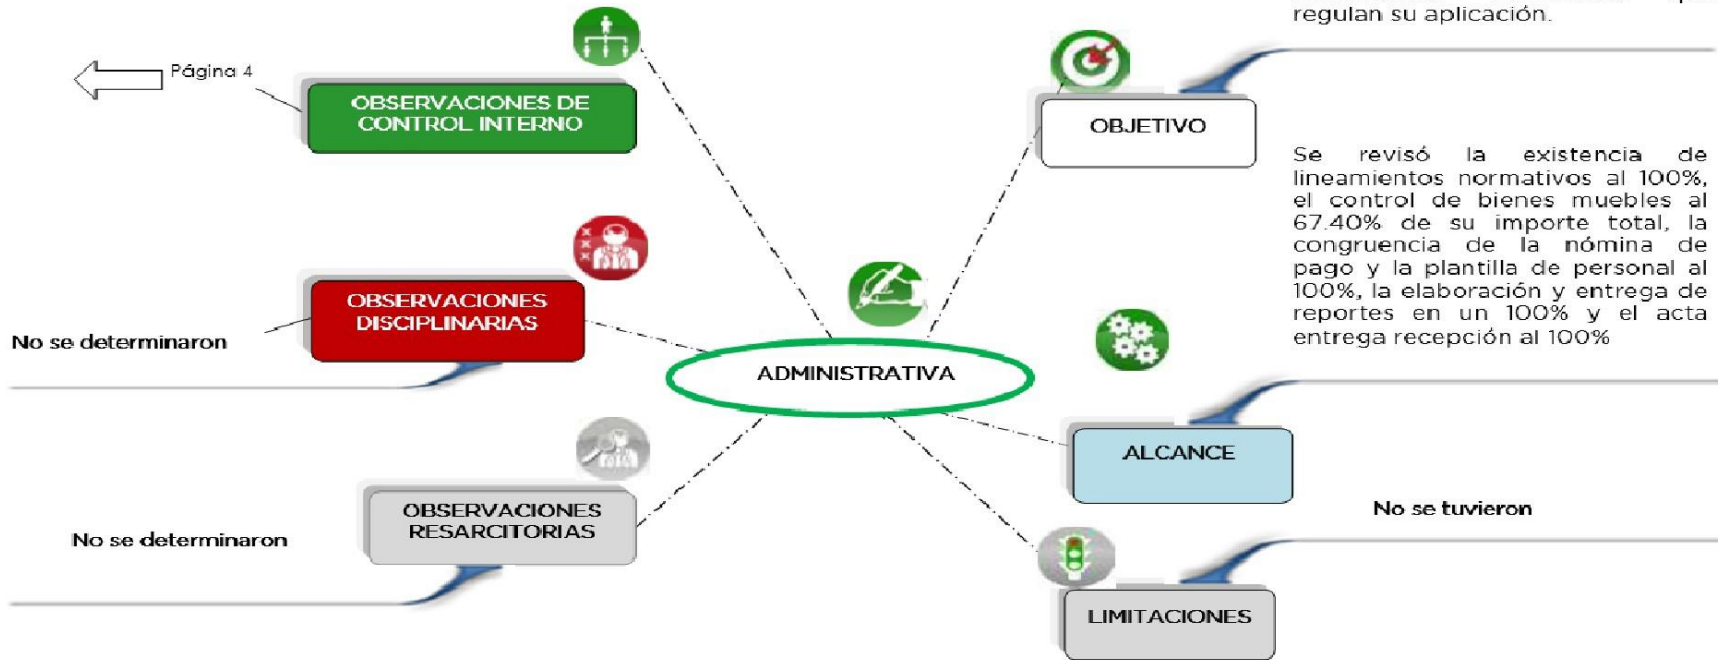 regulan su aplicación.
Página 4
OBSERVACIONES DE
CONTROL INTERNO
OBJETIVO
Se revisó la existencia de
lineamientos normativos al 100%,
el control de bienes muebles al
67.40% de su importe total, la
congruencia de la nómina de
pago y la plantilla de personal al
100%, la elaboración y entrega de
reportes en un 100% y el acta
entrega recepción al 100%
OBSERVACIONES
DISCIPLINARIAS
No se determinaron
ADMINISTRATIVA
ALCANCE
OBSERVACIONES
RESARCITORIAS
No se determinaron
No se tuvieron
LIMITACIONES